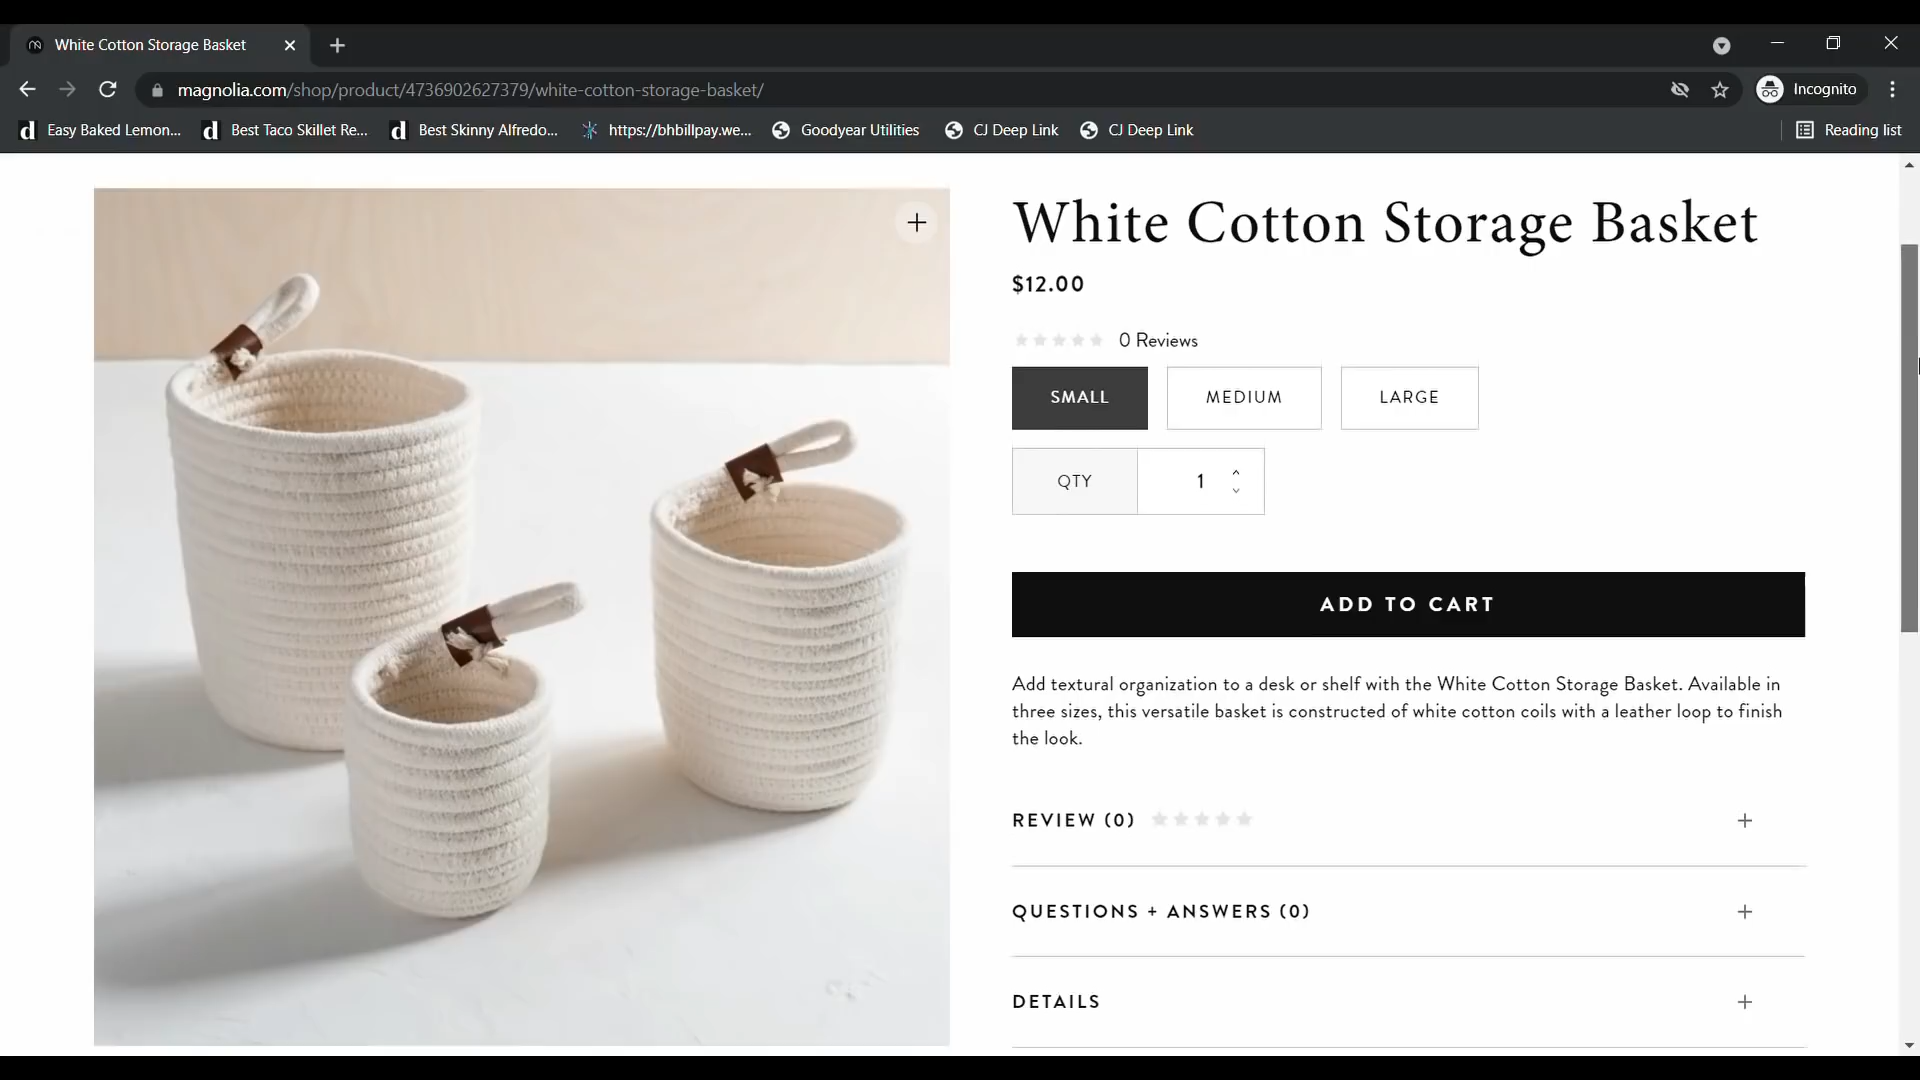 White Cotton Storage Basket
magnolia.com/shop/product/4736902627379/white-cotton-storage-basket/
Incognito
Easy Baked Lemon...
Best Taco Skillet Re...
Best Skinny Alfredo...
https://bhbillpay.we...
Goodyear Utilities
CJ Deep Link
CJ Deep Link
Reading list
White Cotton Storage Basket
$12.00
0 Reviews
SMALL
MEDIUM
LARGE
QTY
1
ADD TO CART
Add textural organization to a desk or shelf with the White Cotton Storage Basket. Available in
three sizes, this versatile basket is constructed of white cotton coils with a leather loop to finish
the look.
REVIEW (0)
QUESTIONS + ANSWERS (0)
DETAILS